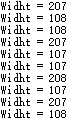 Widht = 207
Widht = 108
Widht = 108
Widht = 207
Widht = 107
Widht = 107
Widht = 208
Widht = 107
Widht = 207
Widht = 108